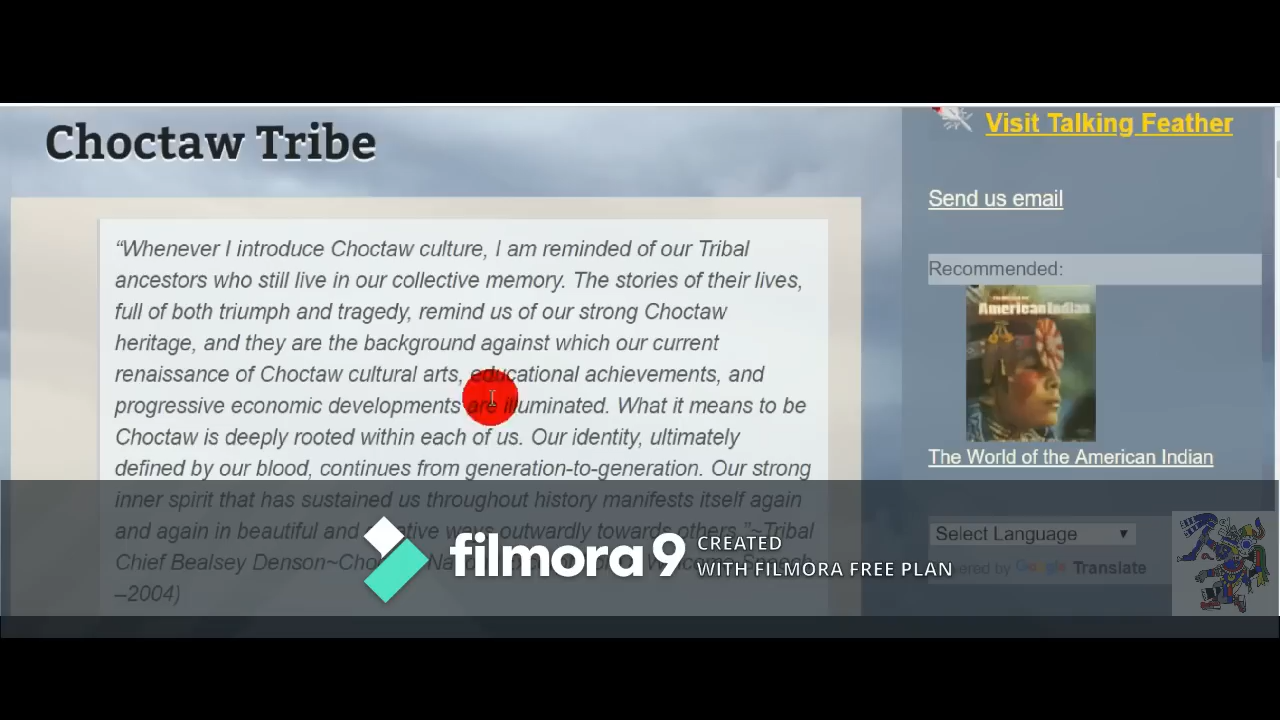 Choctaw Tribe
“Whenever I introduce Choctaw culture, I am reminded of our Tribal
ancestors who still live in our collective memory. The stories of their lives,
full of both triumph and tragedy, remind us of our strong Choctaw
heritage, and they are the background against which our current
renaissance of Choctaw cultural arts, educational achievements, and
progressive economic developments are illuminated. What it means to be
Choctaw is deeply rooted within each of us. Our identity, ultimately
defined by our blood, continues from generation-to-generation. Our strong
inner spirit that has sustained us throughout history manifests itself again
and again in beautiful and creative ways outwardly towards others.”~Tribal
Chief Bealsey Denson~
–2004)
Visit Talking Feather
Send us email
Recommended:
American Indian
The World of the American Indian
Select Language
Powered by Google Translate
filmora9
CREATED
WITH FILMORA FREE PLAN